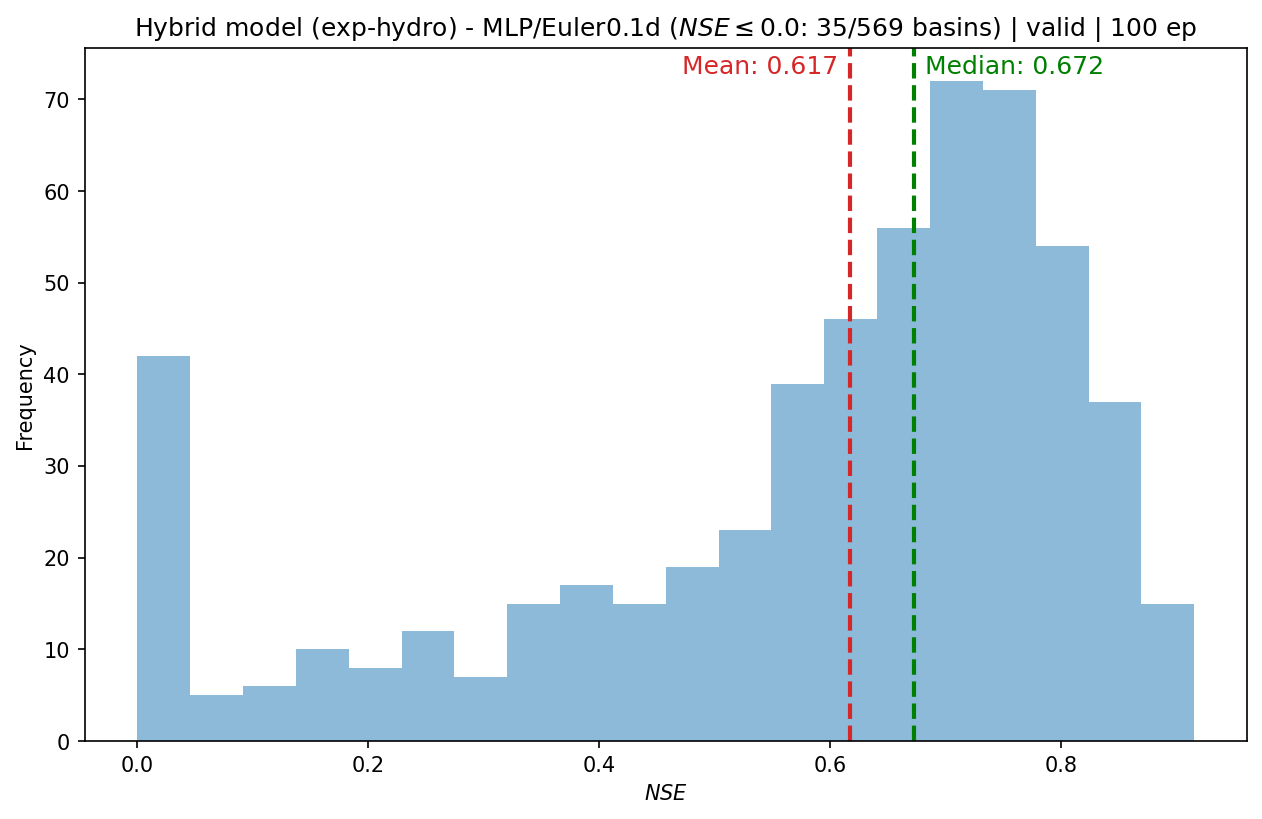 Hybrid model (exp-hydro) - MLP/Euler0.1d (NSE ≤ 0.0: 35/569 basins) | valid | 100 ep
Mean: 0.617
Median: 0.672
Frequency
70
60
50
40
30
20
10
0
0.0
0.2
0.4
0.6
0.8
NSE